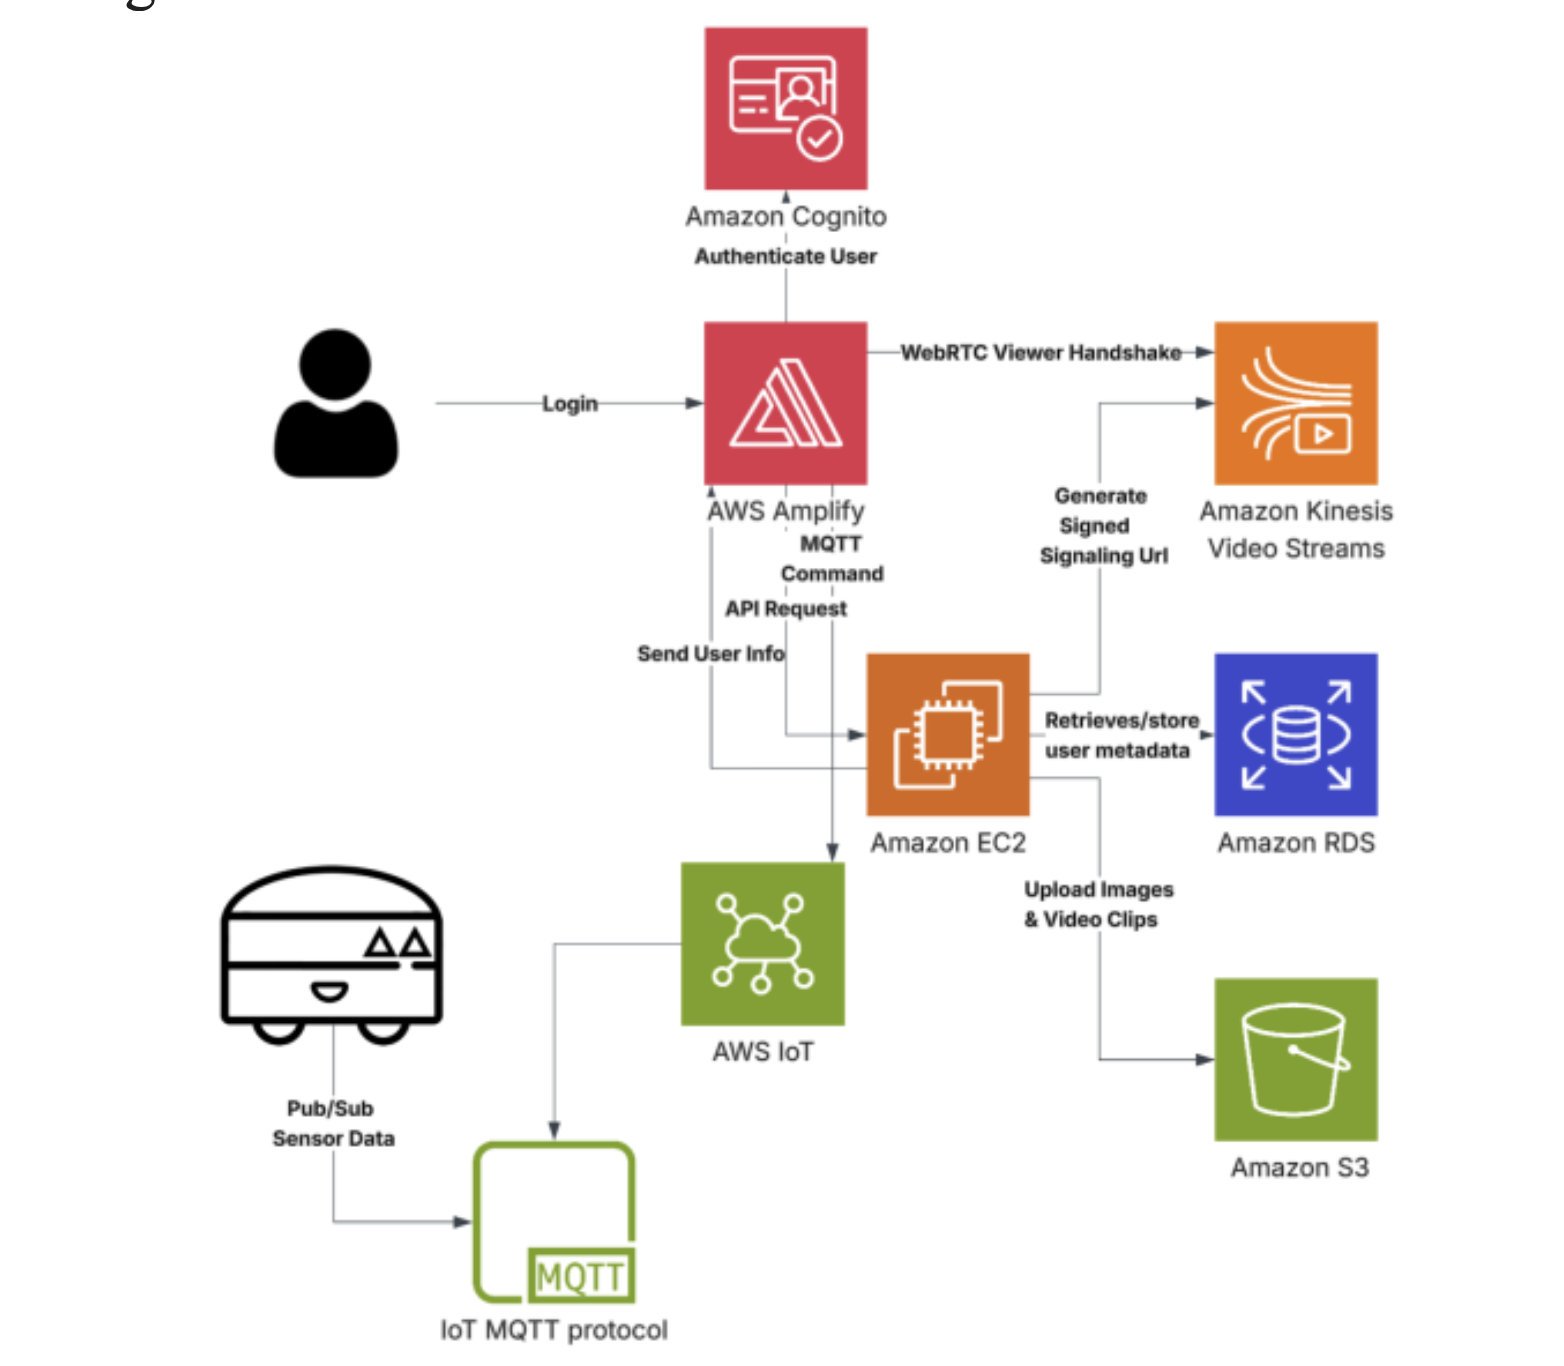 Amazon Cognito
Authenticate User
WebRTC Viewer Handshake
Login
AWS Amplify
MQTT
Command
API Request
Send User Info
Generate
Signed
Signaling Url
Amazon Kinesis
Video Streams
Retrieves/store
user metadata
Amazon EC2
Amazon RDS
Upload Images
& Video Clips
AWS IoT
Pub/Sub
Sensor Data
Amazon S3
MQTT
IoT MQTT protocol